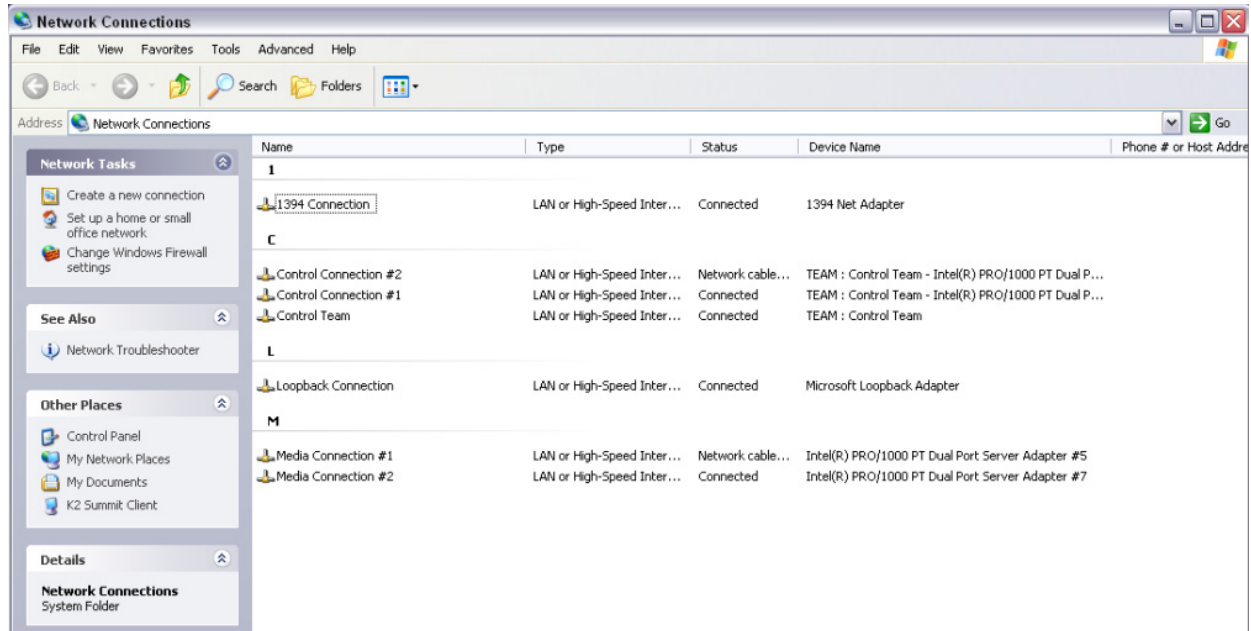 Network Connections
File Edit View Favorites Tools Advanced Help
Back Search Folders
Address Network Connections Go
Network Tasks
Create a new connection
Set up a home or small
office network
Change Windows Firewall
settings
See Also
Network Troubleshooter
Other Places
Control Panel
My Network Places
My Documents
K2 Summit Client
Details
Network Connections
System Folder
Name Type Status Device Name Phone # or Host Addre
1
1394 Connection LAN or High-Speed Inter... Connected 1394 Net Adapter
C
Control Connection #2 LAN or High-Speed Inter... Network cable... TEAM : Control Team - Intel(R) PRO/1000 PT Dual P...
Control Connection #1 LAN or High-Speed Inter... Connected TEAM : Control Team - Intel(R) PRO/1000 PT Dual P...
Control Team LAN or High-Speed Inter... Connected TEAM : Control Team
L
Loopback Connection LAN or High-Speed Inter... Connected Microsoft Loopback Adapter
M
Media Connection #1 LAN or High-Speed Inter... Network cable... Intel(R) PRO/1000 PT Dual Port Server Adapter #5
Media Connection #2 LAN or High-Speed Inter... Connected Intel(R) PRO/1000 PT Dual Port Server Adapter #7